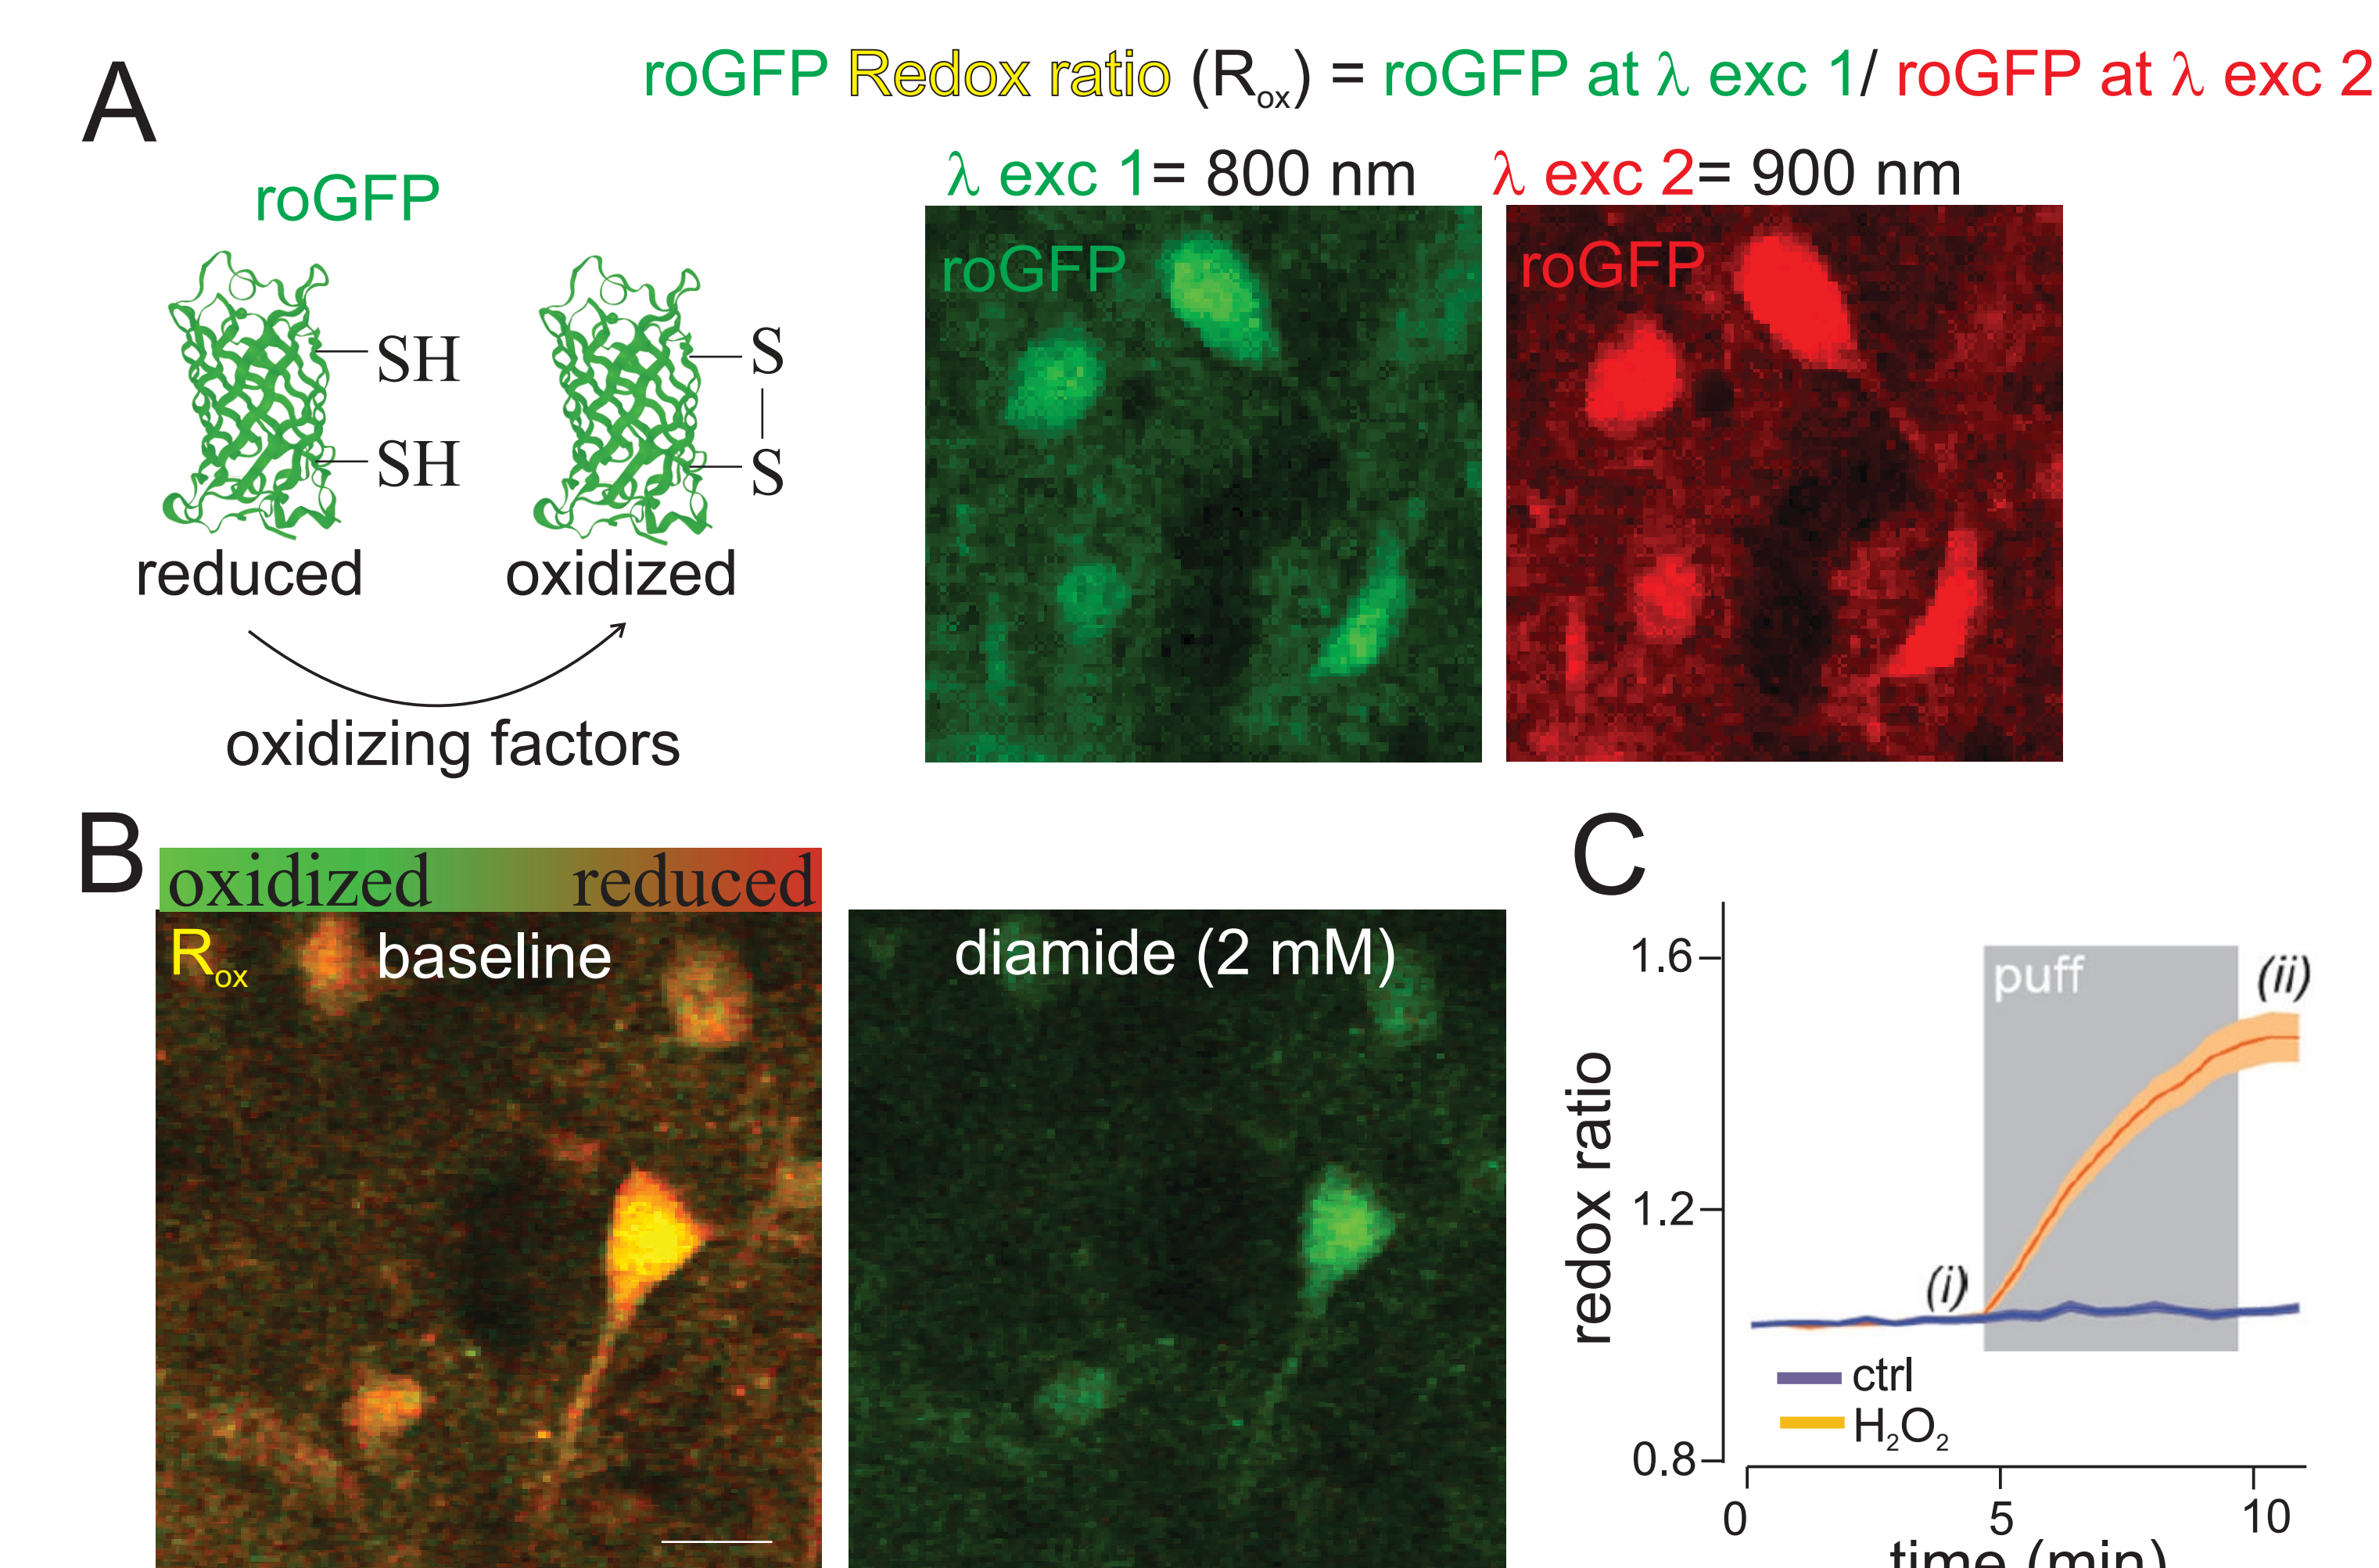 A
roGFP Redox ratio (Rox) = roGFP at λ exc 1/ roGFP at λ exc 2
roGFP
SH
SH
reduced
S
S
oxidized
oxidizing factors
λ exc 1= 800 nm
roGFP
λ exc 2= 900 nm
roGFP
B
oxidized reduced
Rox baseline
diamide (2 mM)
C
redox ratio
1.6
1.2
0.8
puff
(i)
(ii)
ctrl
H2O2
0 5 10
time (min)